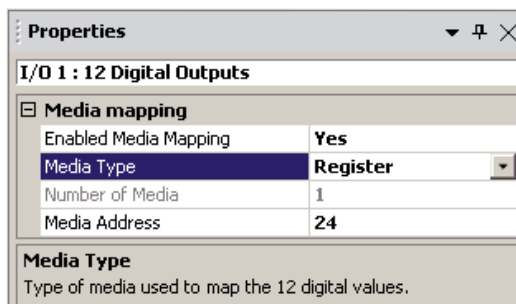 Properties
I/O 1 : 12 Digital Outputs
Media mapping
Enabled Media Mapping Yes
Media Type Register
Number of Media 1
Media Address 24
Media Type
Type of media used to map the 12 digital values.